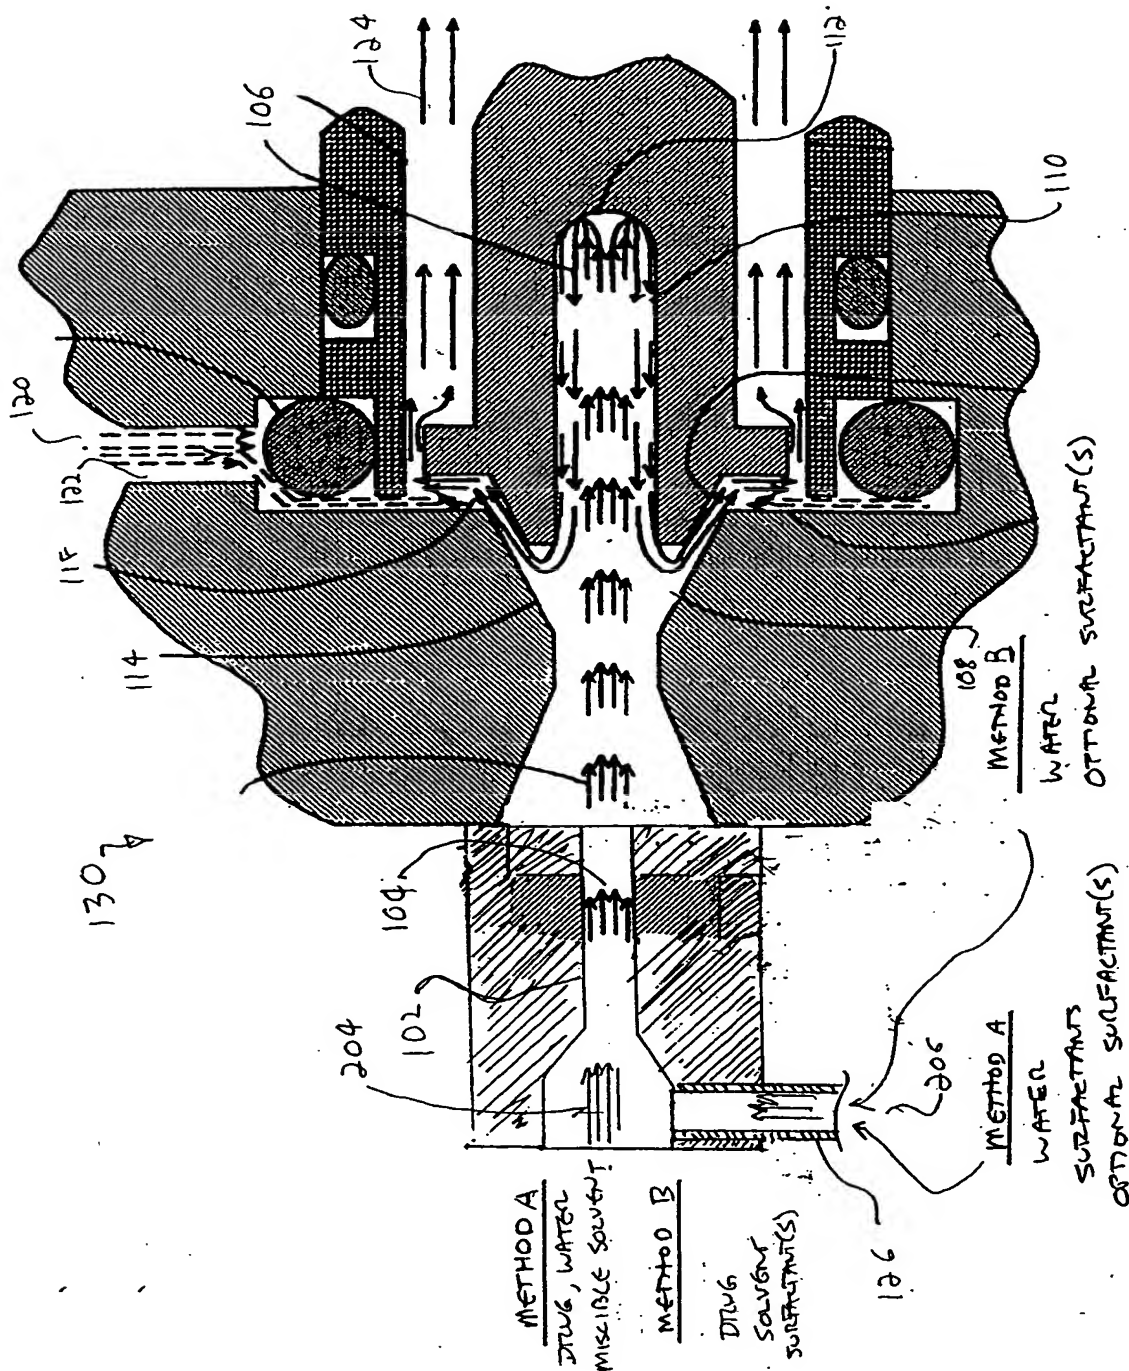 130
120
122
118
114
106
124
112
110
108
104
102
204
206
126
METHOD A
DRUG, WATER
MISCIBLE SOLVENT
METHOD B
DRUG
SOLVENT
SURFACTANT(S)
METHOD A
WATER
SURFACTANTS
OPTIONAL SURFACTANT(S)
METHOD B
WATER
OPTIONAL SURFACTANT(S)